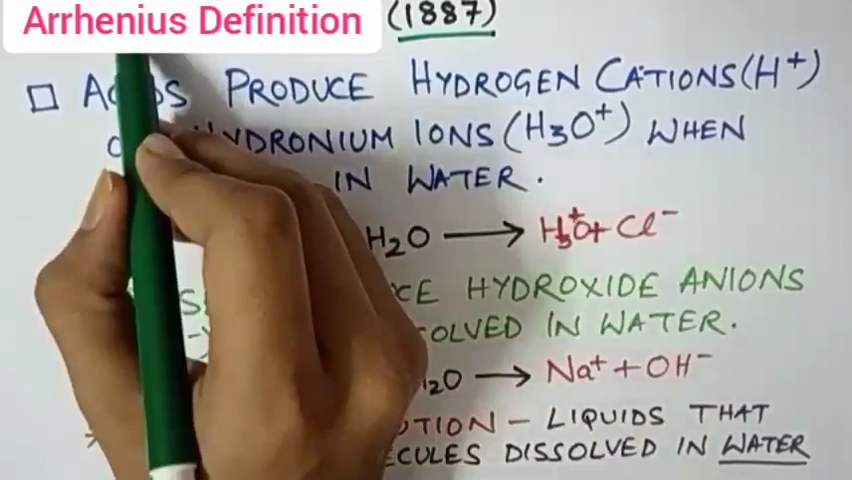 Arrhenius Definition (1887)
PRODUCE HYDROGEN CATIONS (H+)
HYDRONIUM IONS (H3O+) WHEN
IN WATER.
H2O → H3O+ + Cl-
HYDROXIDE ANIONS
IN WATER.
→ Na+ + OH-
– LIQUIDS THAT
DISSOLVED IN WATER